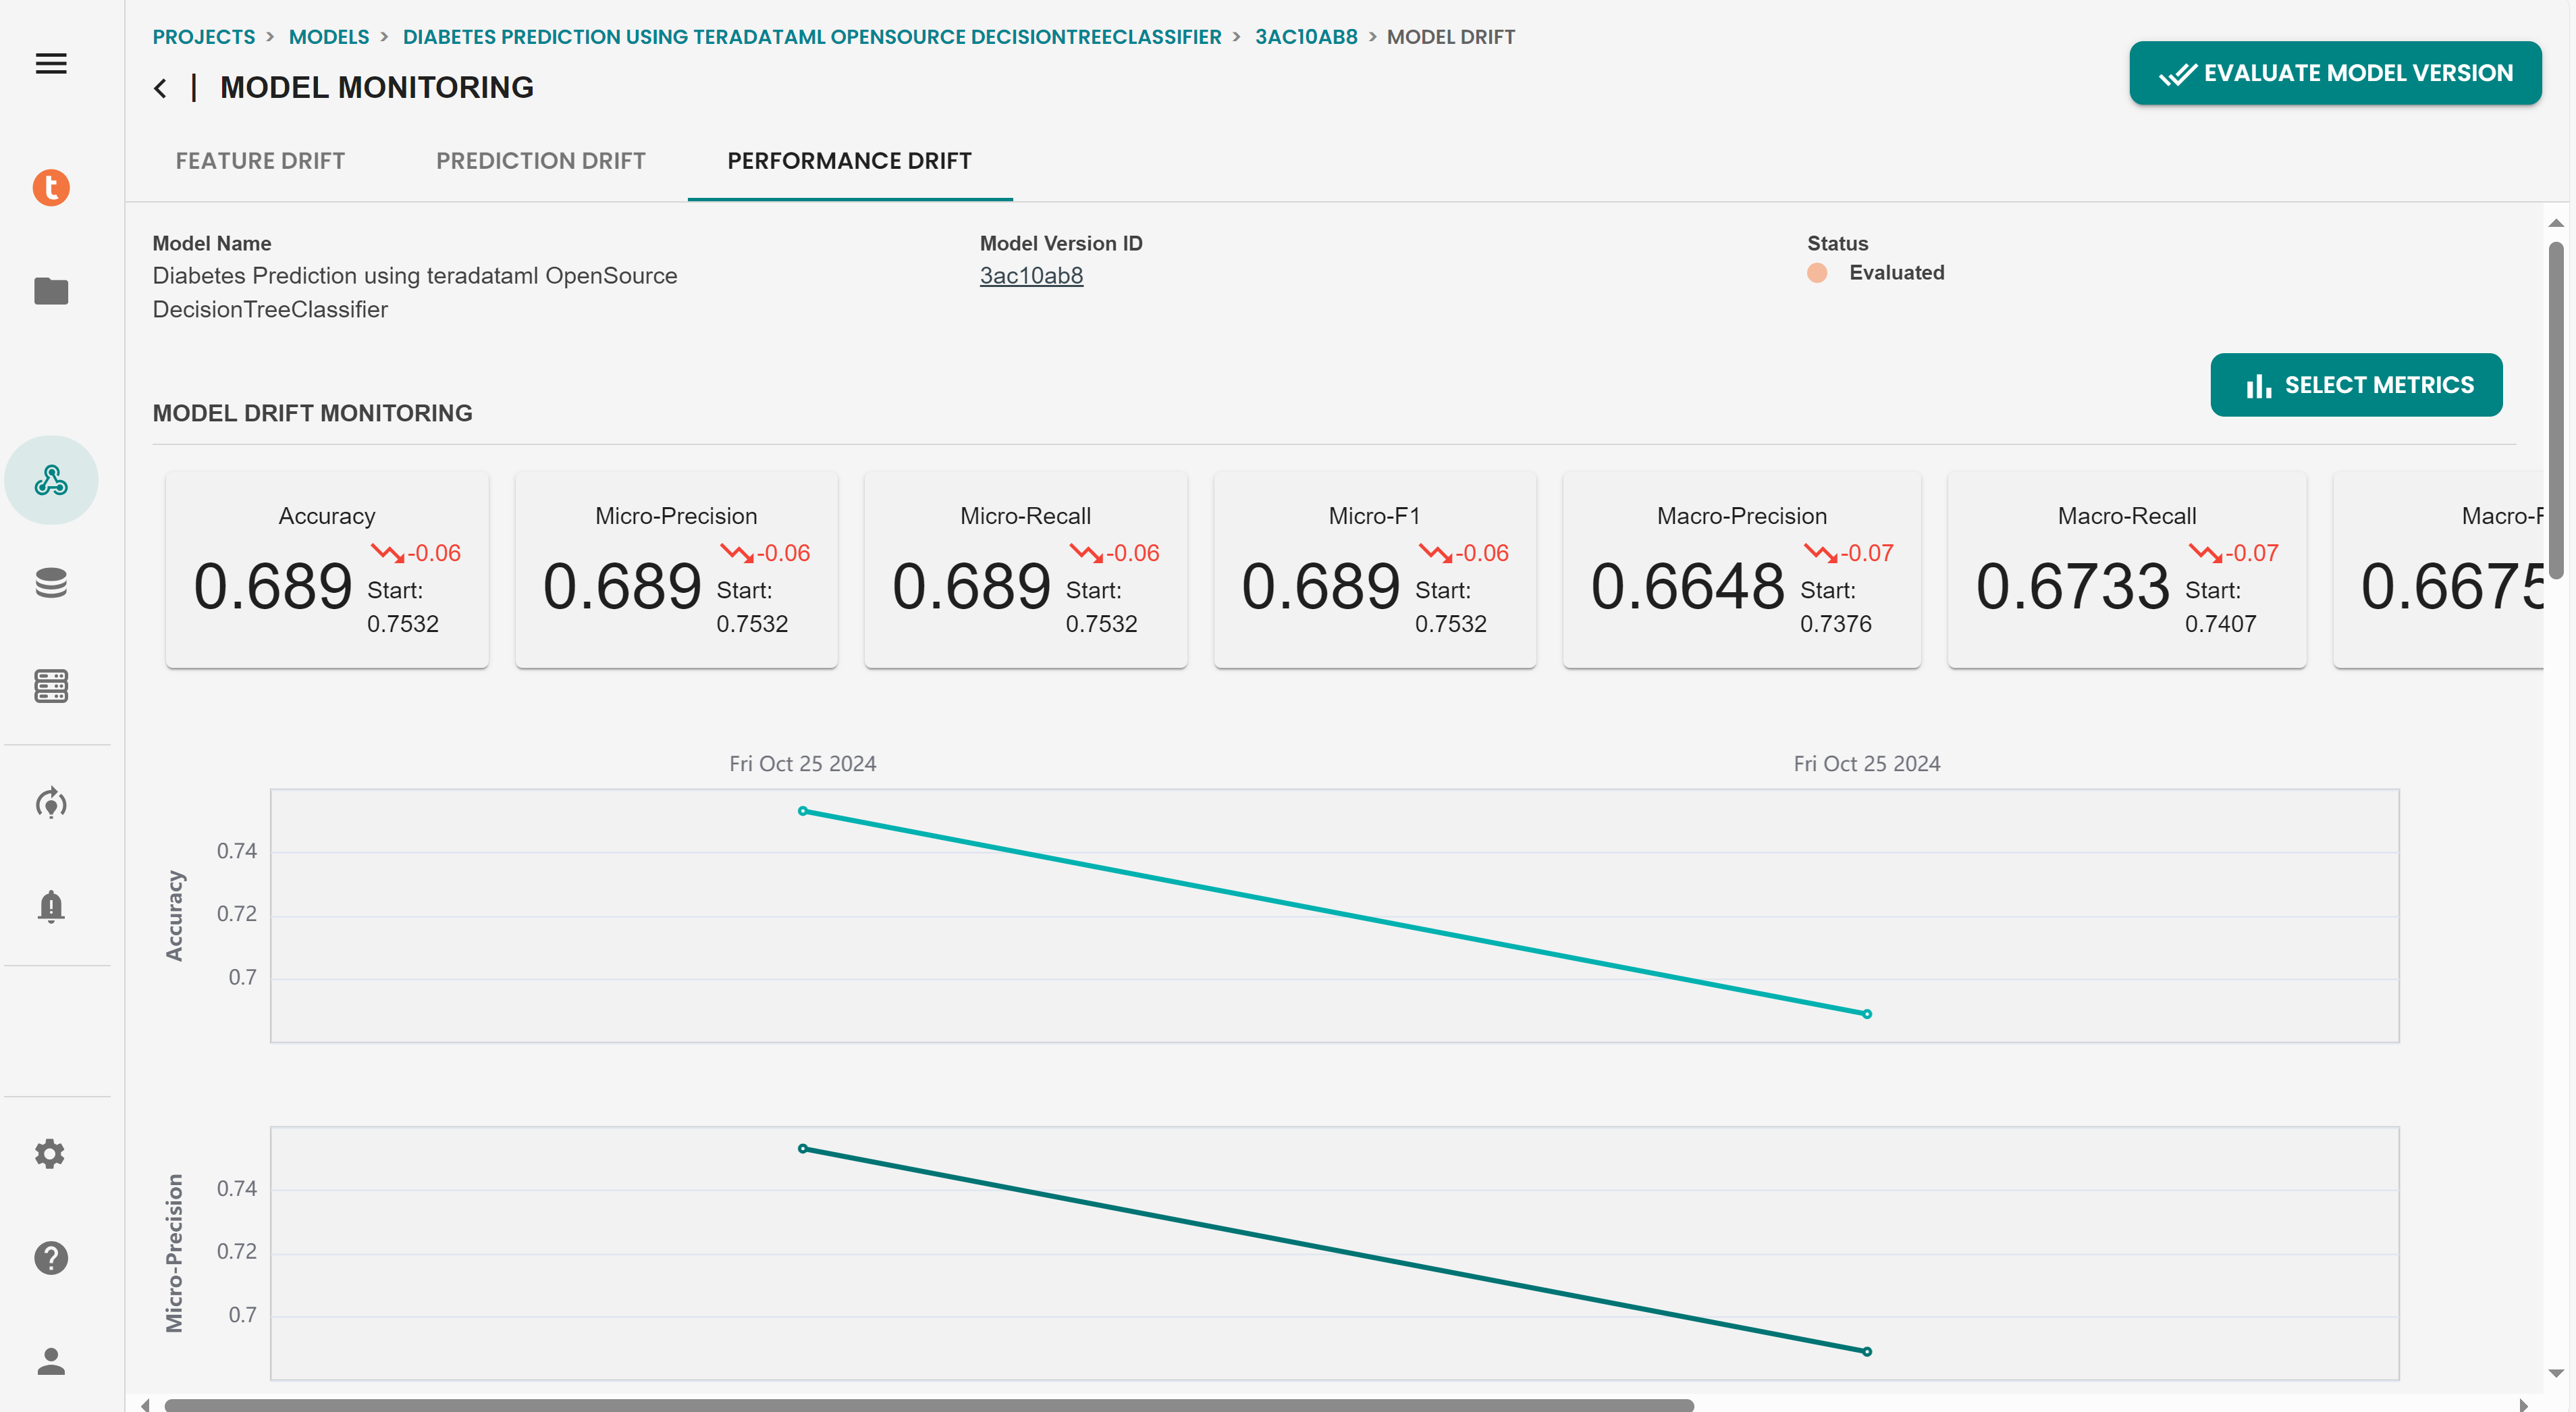 PROJECTS > MODELS > DIABETES PREDICTION USING TERADATAML OPENSOURCE DECISIONTREECLASSIFIER > 3AC10AB8 > MODEL DRIFT
MODEL MONITORING
EVALUATE MODEL VERSION
FEATURE DRIFT
PREDICTION DRIFT
PERFORMANCE DRIFT
Model Name
Diabetes Prediction using teradataml OpenSource
DecisionTreeClassifier
Model Version ID
3ac10ab8
Status
Evaluated
SELECT METRICS
MODEL DRIFT MONITORING
Accuracy
0.689
-0.06
Start:
0.7532
Micro-Precision
0.689
-0.06
Start:
0.7532
Micro-Recall
0.689
-0.06
Start:
0.7532
Micro-F1
0.689
-0.06
Start:
0.7532
Macro-Precision
0.6648
-0.07
Start:
0.7376
Macro-Recall
0.6733
-0.07
Start:
0.7407
Macro-F
0.6675
Fri Oct 25 2024
Fri Oct 25 2024
Accuracy
0.74
0.72
0.7
Micro-Precision
0.74
0.72
0.7